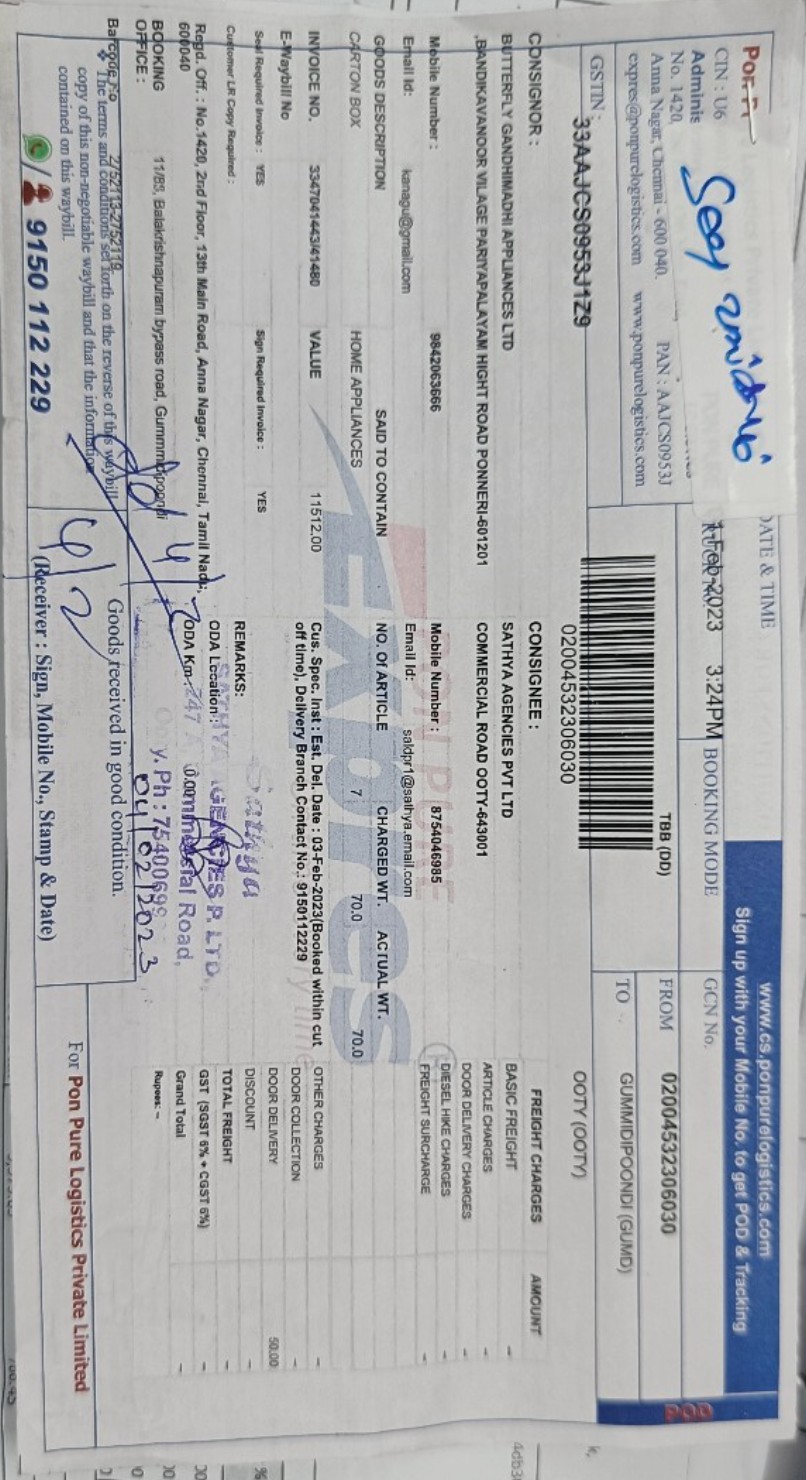 www.cs.ponpurelogistics.com
Sign up with your Mobile No. to get POD & Tracking
CIN : U6
Adminis
No. 1420,
Anna Nagar, Chennai - 600 040. PAN : AAJCS0953J
expres@ponpurelogistics.com www.ponpurelogistics.com
DATE & TIME
1-Feb-2023 3:24PM
BOOKING MODE
TBB (DD)
GCN No.
02004532306030
FROM
GUMMIDIPOONDI (GUMD)
TO
OOTY (OOTY)
GSTIN : 33AAJCS0953J1Z9
02004532306030
CONSIGNOR :
BUTTERFLY GANDHIMADHI APPLIANCES LTD
,BANDIKAVANOOR VILAGE PARIYAPALAYAM HIGHT ROAD PONNERI-601201
Mobile Number : 9842063666
Email Id: kanagu@gmail.com
CONSIGNEE :
SATHYA AGENCIES PVT LTD
COMMERCIAL ROAD OOTY-643001
Mobile Number : 8754046985
Email Id: saldpr1@sathya.email.com
GOODS DESCRIPTION SAID TO CONTAIN NO. Of ARTICLE CHARGED WT. ACTUAL WT.
CARTON BOX HOME APPLIANCES 7 70.0 70.0
INVOICE NO. 3347041443/41480 VALUE 11512.00
E-Waybill No
Cus. Spec. Inst : Est. Del. Date : 03-Feb-2023(Booked within cut
off time), Delivery Branch Contact No.: 9150112229
Seal Required Invoice : YES Sign Required Invoice : YES
Customer LR Copy Required :
REMARKS:
ODA Location:
ODA Km.
Regd. Off. : No.1420, 2nd Floor, 13th Main Road, Anna Nagar, Chennai, Tamil Nadu,
600040
BOOKING OFFICE : 11/83, Balakrishnapuram bypass road, Gummidipoondi
Barcode No 2752113-2752119
The terms and conditions set forth on the reverse of this waybill
copy of this non-negotiable waybill and that the information
contained on this waybill.
9150 112 229
FREIGHT CHARGES AMOUNT
BASIC FREIGHT –
ARTICLE CHARGES –
DOOR DELIVERY CHARGES –
DIESEL HIKE CHARGES –
FREIGHT SURCHARGE –
OTHER CHARGES –
DOOR COLLECTION –
DOOR DELIVERY 50.00
DISCOUNT
TOTAL FREIGHT –
GST (SGST 6% + CGST 6%) –
Grand Total –
Rupees: –
Sathya
SATHYA AGENCIES P. LTD.
247
Commercial Road,
Ph : 7540069
04/02/2023
4/2
Goods received in good condition.
(Receiver : Sign, Mobile No., Stamp & Date)
For Pon Pure Logistics Private Limited